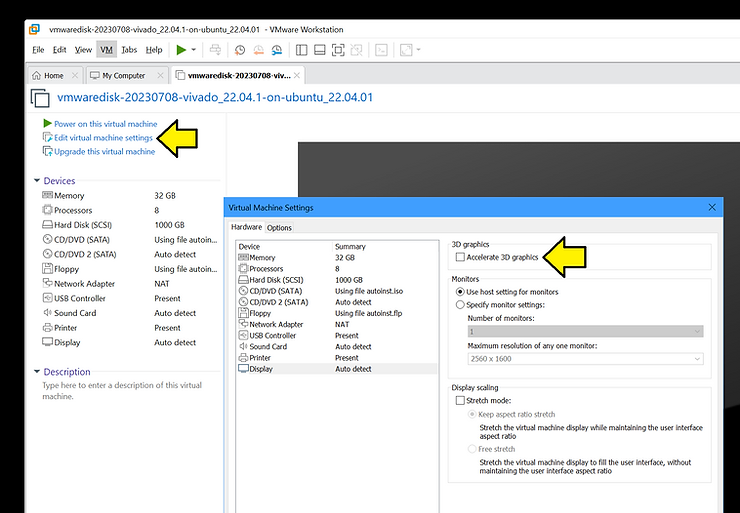 vmwaredisk-20230708-vivado_22.04.1-on-ubuntu_22.04.01 - VMware Workstation
File Edit View VM Tabs Help
Home My Computer vmwaredisk-20230708-viv...
vmwaredisk-20230708-vivado_22.04.1-on-ubuntu_22.04.01
Power on this virtual machine
Edit virtual machine settings
Upgrade this virtual machine
Devices
Memory 32 GB
Processors 8
Hard Disk (SCSI) 1000 GB
CD/DVD (SATA) Using file autoin...
CD/DVD 2 (SATA) Auto detect
Floppy Using file autoin...
Network Adapter NAT
USB Controller Present
Sound Card Auto detect
Printer Present
Display Auto detect
Description
Type here to enter a description of this virtual
machine.
Virtual Machine Settings
Hardware Options
Device Summary
Memory 32 GB
Processors 8
Hard Disk (SCSI) 1000 GB
CD/DVD (SATA) Using file autoinst.iso
CD/DVD 2 (SATA) Auto detect
Floppy Using file autoinst.flp
Network Adapter NAT
USB Controller Present
Sound Card Auto detect
Printer Present
Display Auto detect
3D graphics
Accelerate 3D graphics
Monitors
Use host setting for monitors
Specify monitor settings:
Number of monitors:
1
Maximum resolution of any one monitor:
2560 x 1600
Display scaling
Stretch mode:
Keep aspect ratio stretch
Stretch the virtual machine display while maintaining the user interface
aspect ratio
Free stretch
Stretch the virtual machine display to fill the user interface, without
maintaining the user interface aspect ratio